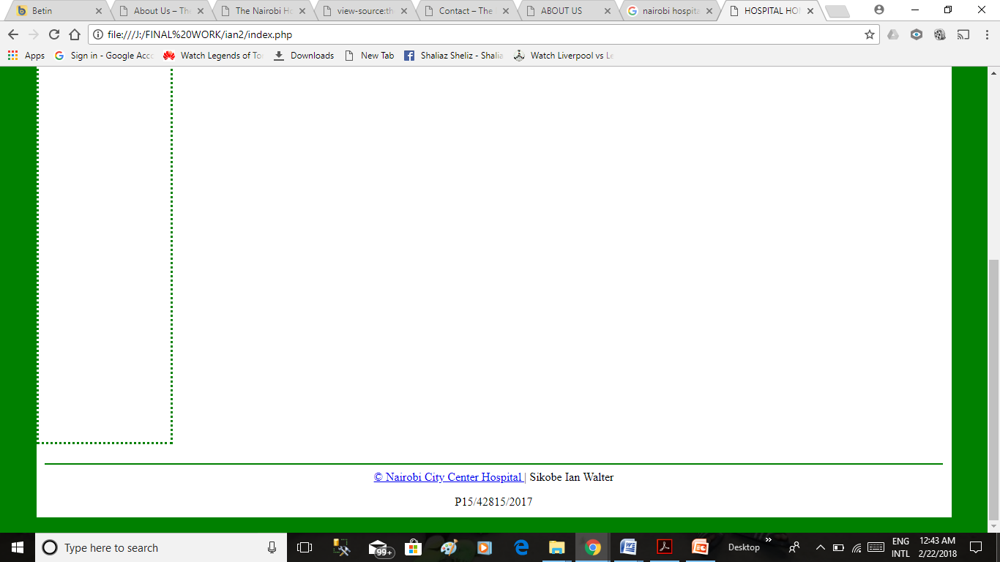 Betin
About Us – The
The Nairobi Ho
view-source:th
Contact – The
ABOUT US
nairobi hospita
HOSPITAL HO
file:///J:/FINAL%20WORK/ian2/index.php
Apps
Sign in - Google Acco
Watch Legends of To
Downloads
New Tab
Shaliaz Sheliz - Shalia
Watch Liverpool vs Le
© Nairobi City Center Hospital | Sikobe Ian Walter
P15/42815/2017
Type here to search
99+
Desktop
ENG
INTL
12:43 AM
2/22/2018